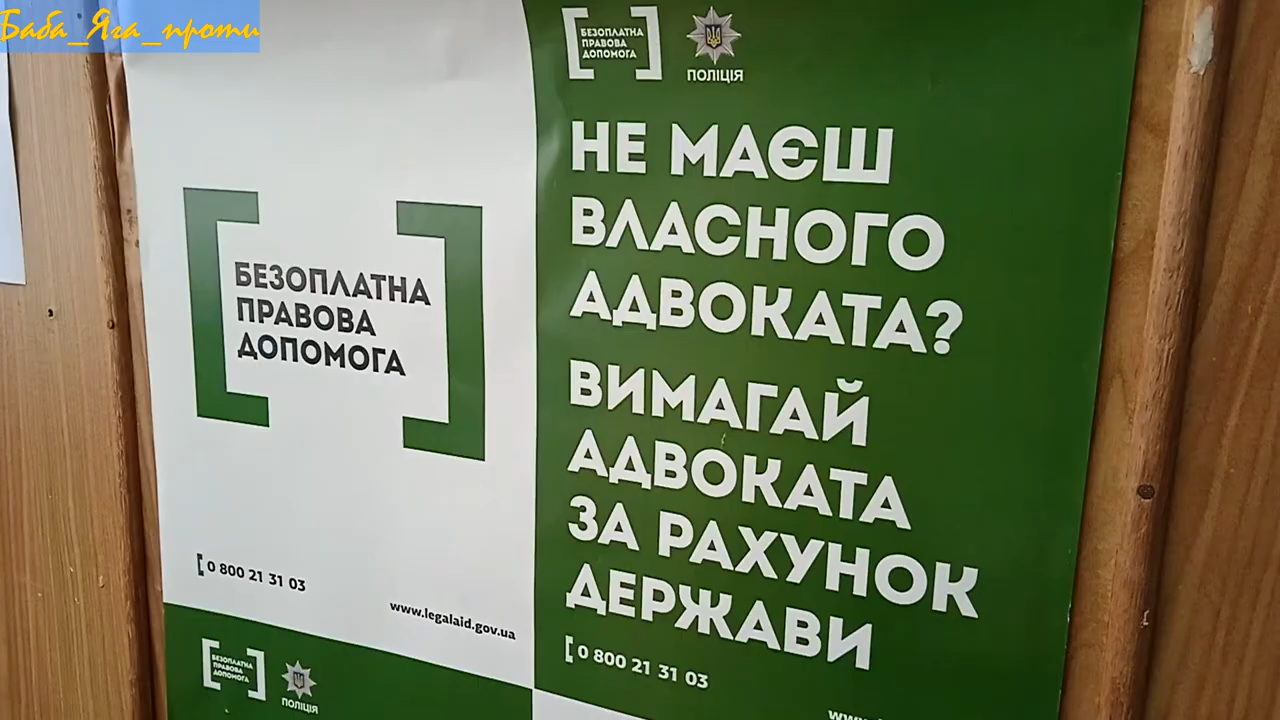 Баба_Яга_проти
БЕЗОПЛАТНА
ПРАВОВА
ДОПОМОГА
0 800 21 31 03
www.legalaid.gov.ua
БЕЗОПЛАТНА
ПРАВОВА
ДОПОМОГА
ПОЛІЦІЯ
БЕЗОПЛАТНА
ПРАВОВА
ДОПОМОГА
ПОЛІЦІЯ
НЕ МАЄШ
ВЛАСНОГО
АДВОКАТА?
ВИМАГАЙ
АДВОКАТА
ЗА РАХУНОК
ДЕРЖАВИ
0 800 21 31 03